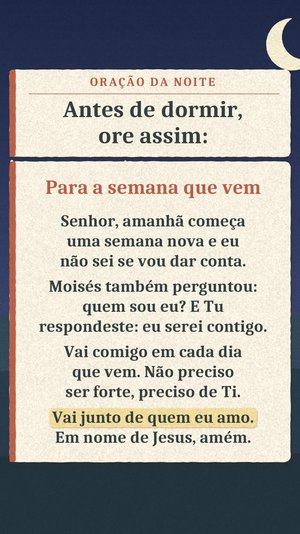 ORAÇÃO DA NOITE
Antes de dormir,
ore assim:
Para a semana que vem
Senhor, amanhã começa
uma semana nova e eu
não sei se vou dar conta.
Moisés também perguntou:
quem sou eu? E Tu
respondeste: eu serei contigo.
Vai comigo em cada dia
que vem. Não preciso
ser forte, preciso de Ti.
Vai junto de quem eu amo.
Em nome de Jesus, amém.